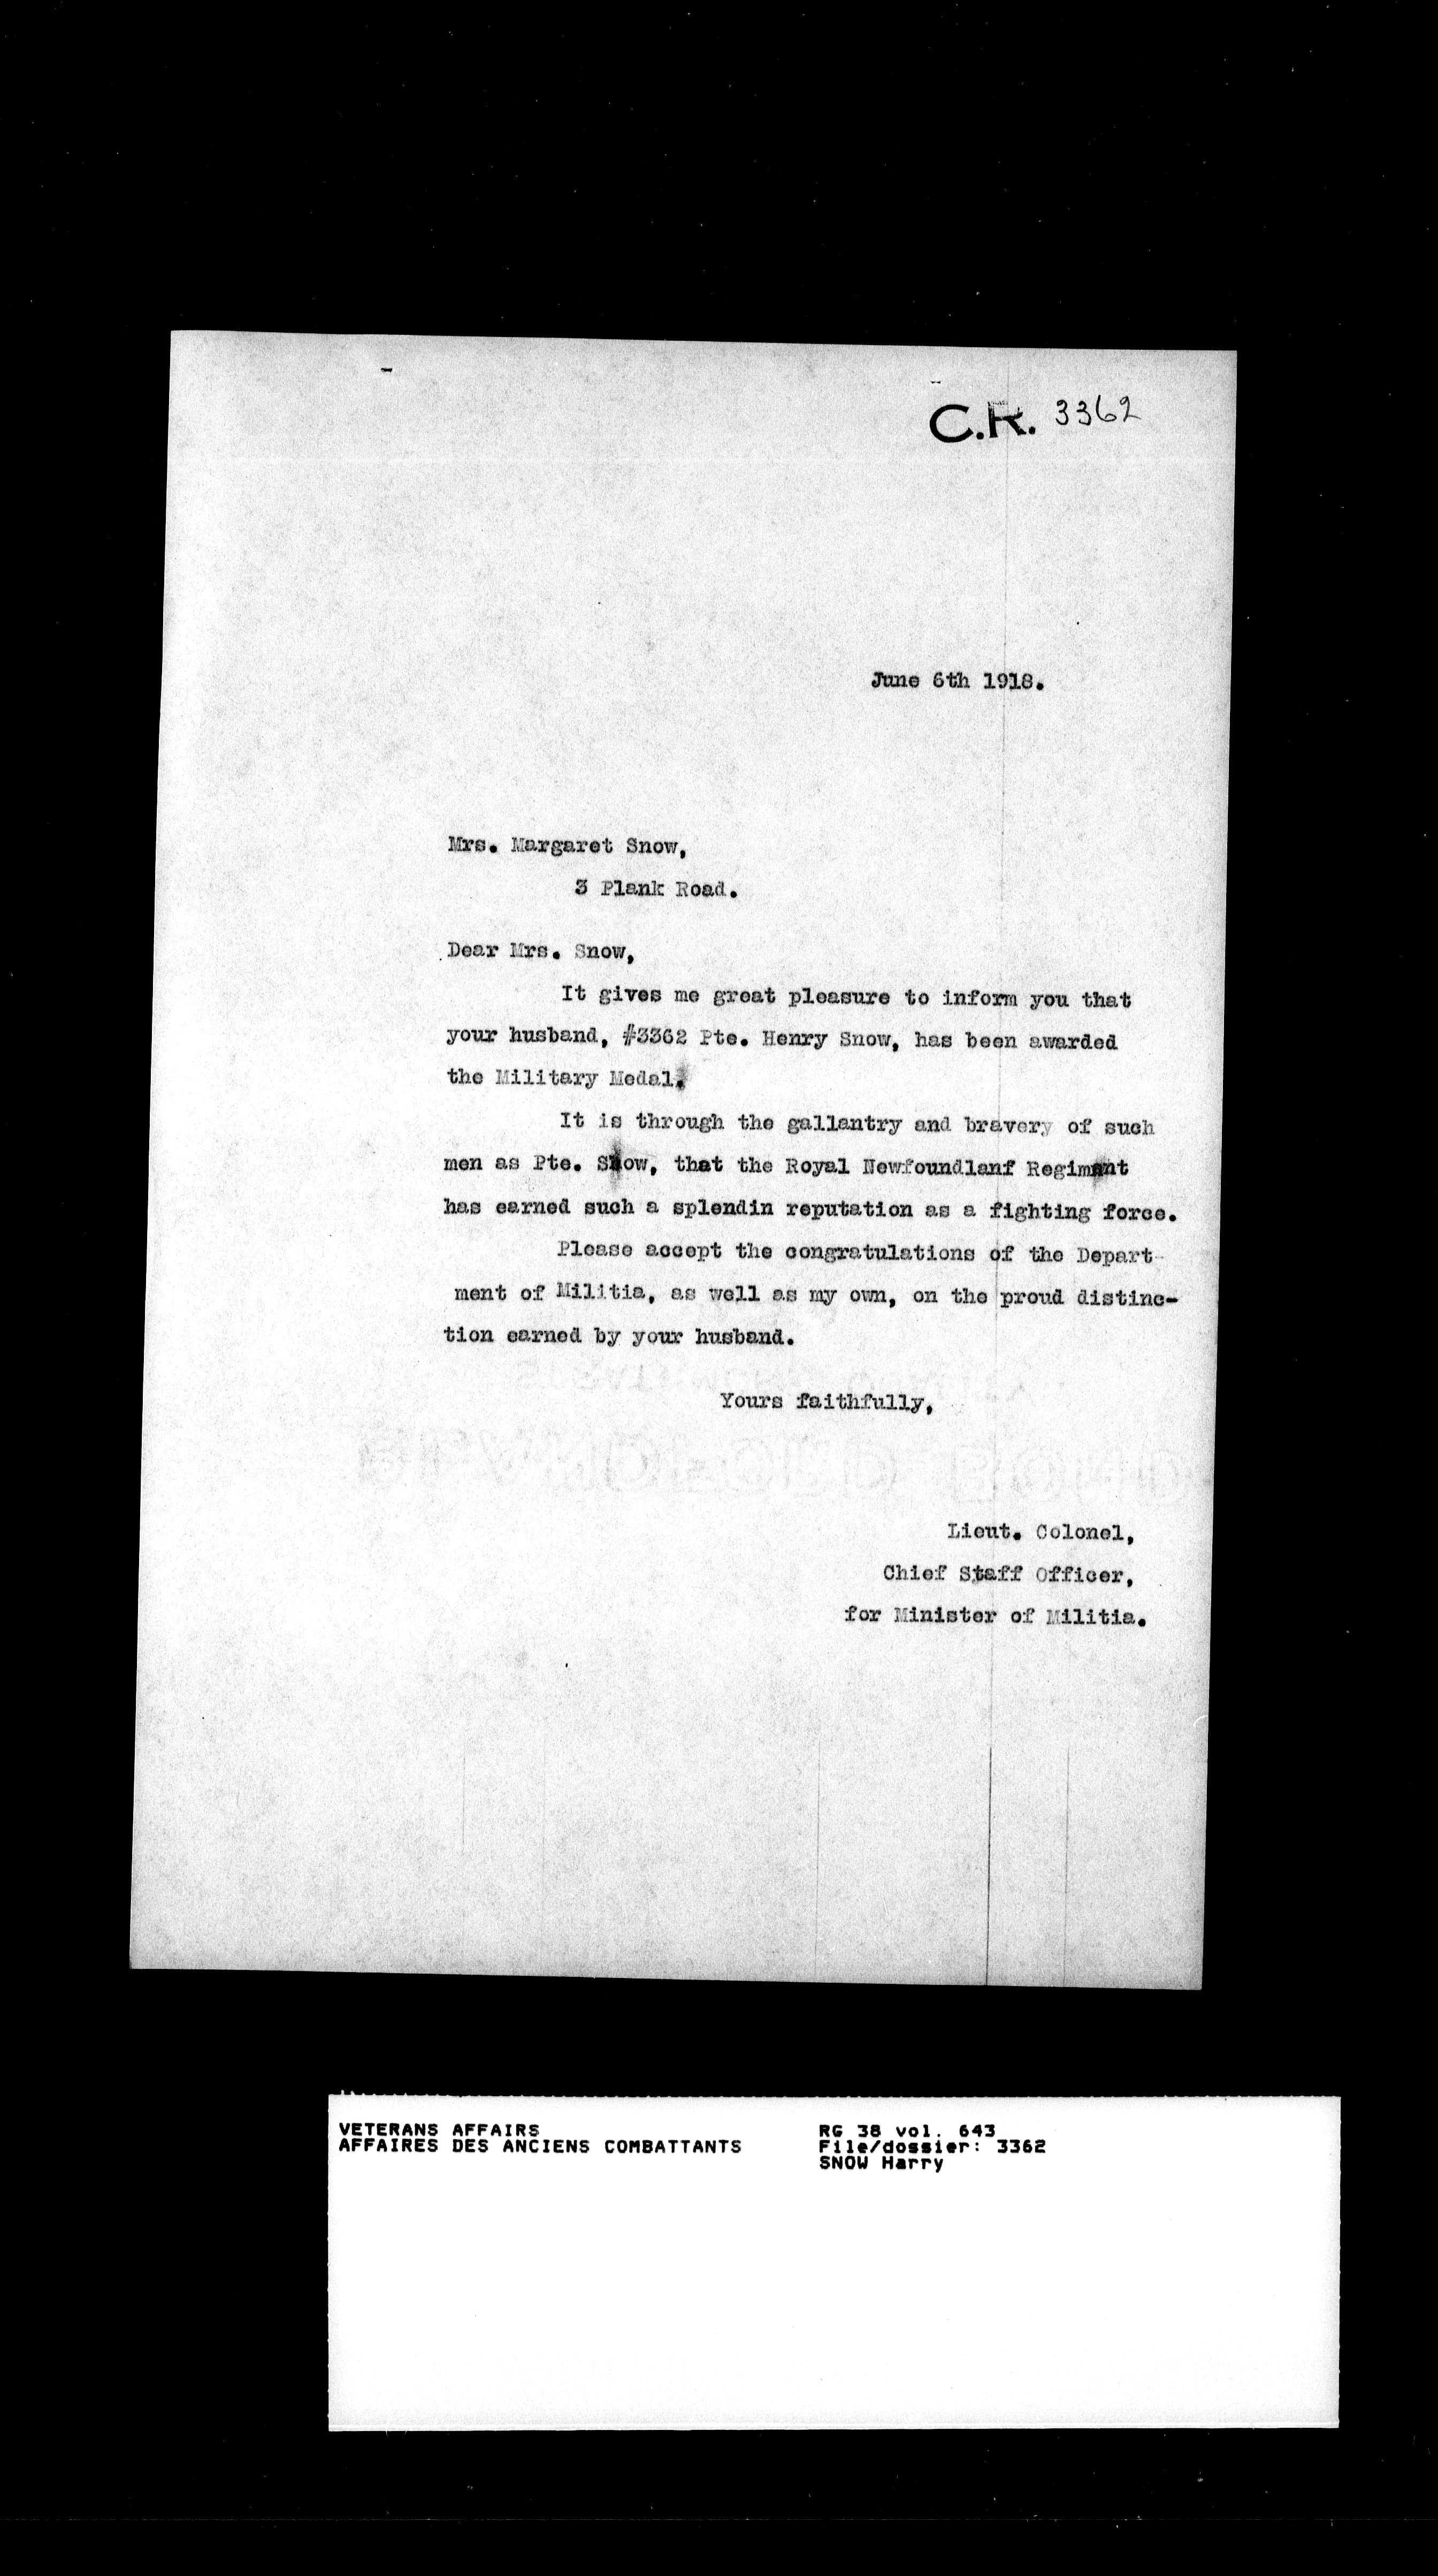 C.R. 3362
June 6th 1918.
Mrs. Margaret Snow,
3 Plank Road.
Dear Mrs. Snow,
It gives me great pleasure to inform you that
your husband, #3362 Pte. Henry Snow, has been awarded
the Military Medal.
It is through the gallantry and bravery of such
men as Pte. Snow, that the Royal Newfoundlanf Regimant
has earned such a splendin reputation as a fighting force.
Please accept the congratulations of the Depart-
ment of Militia, as well as my own, on the proud distinc-
tion earned by your husband.
Yours faithfully,
Lieut. Colonel,
Chief Staff Officer,
for Minister of Militia.
VETERANS AFFAIRS
AFFAIRES DES ANCIENS COMBATTANTS
RG 38 vol. 643
File/dossier: 3362
SNOW Harry